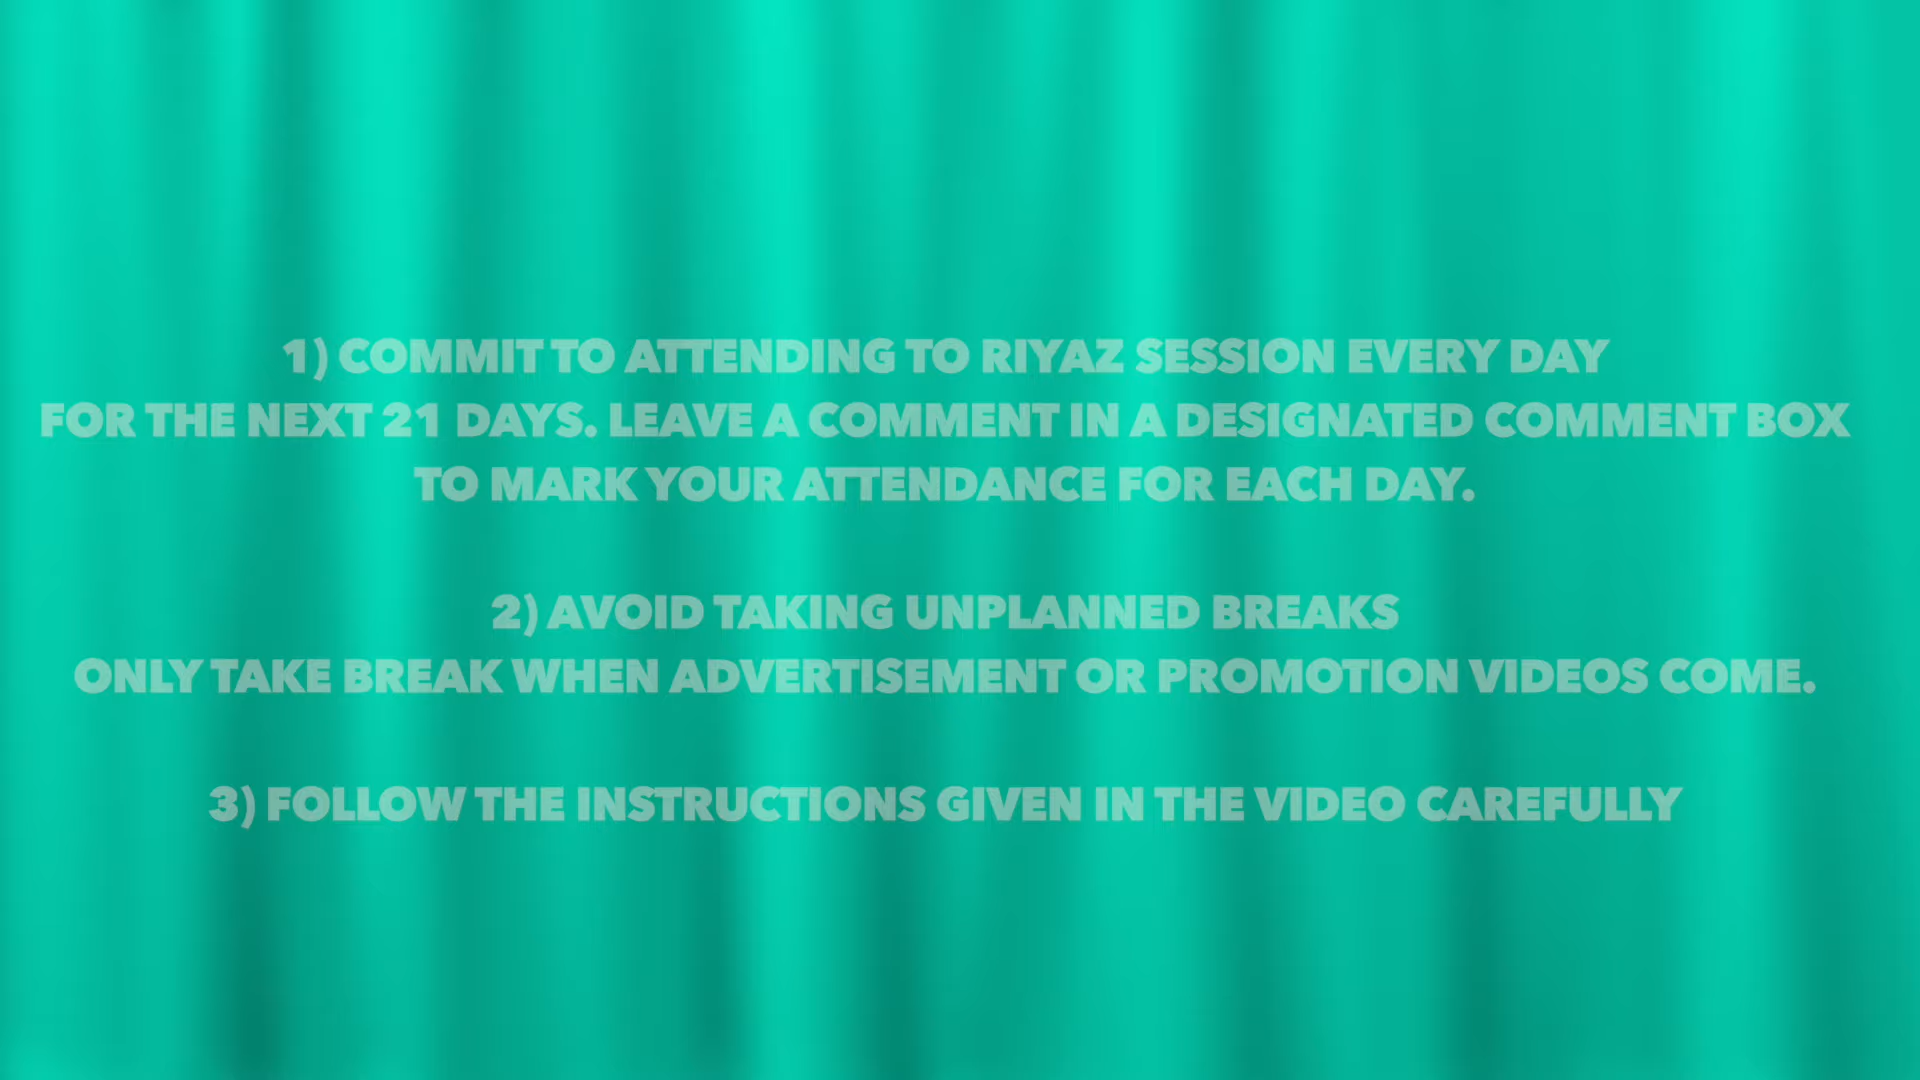 1) COMMIT TO ATTENDING TO RIYAZ SESSION EVERY DAY
FOR THE NEXT 21 DAYS. LEAVE A COMMENT IN A DESIGNATED COMMENT BOX
TO MARK YOUR ATTENDANCE FOR EACH DAY.
2) AVOID TAKING UNPLANNED BREAKS
ONLY TAKE BREAK WHEN ADVERTISEMENT OR PROMOTION VIDEOS COME.
3) FOLLOW THE INSTRUCTIONS GIVEN IN THE VIDEO CAREFULLY